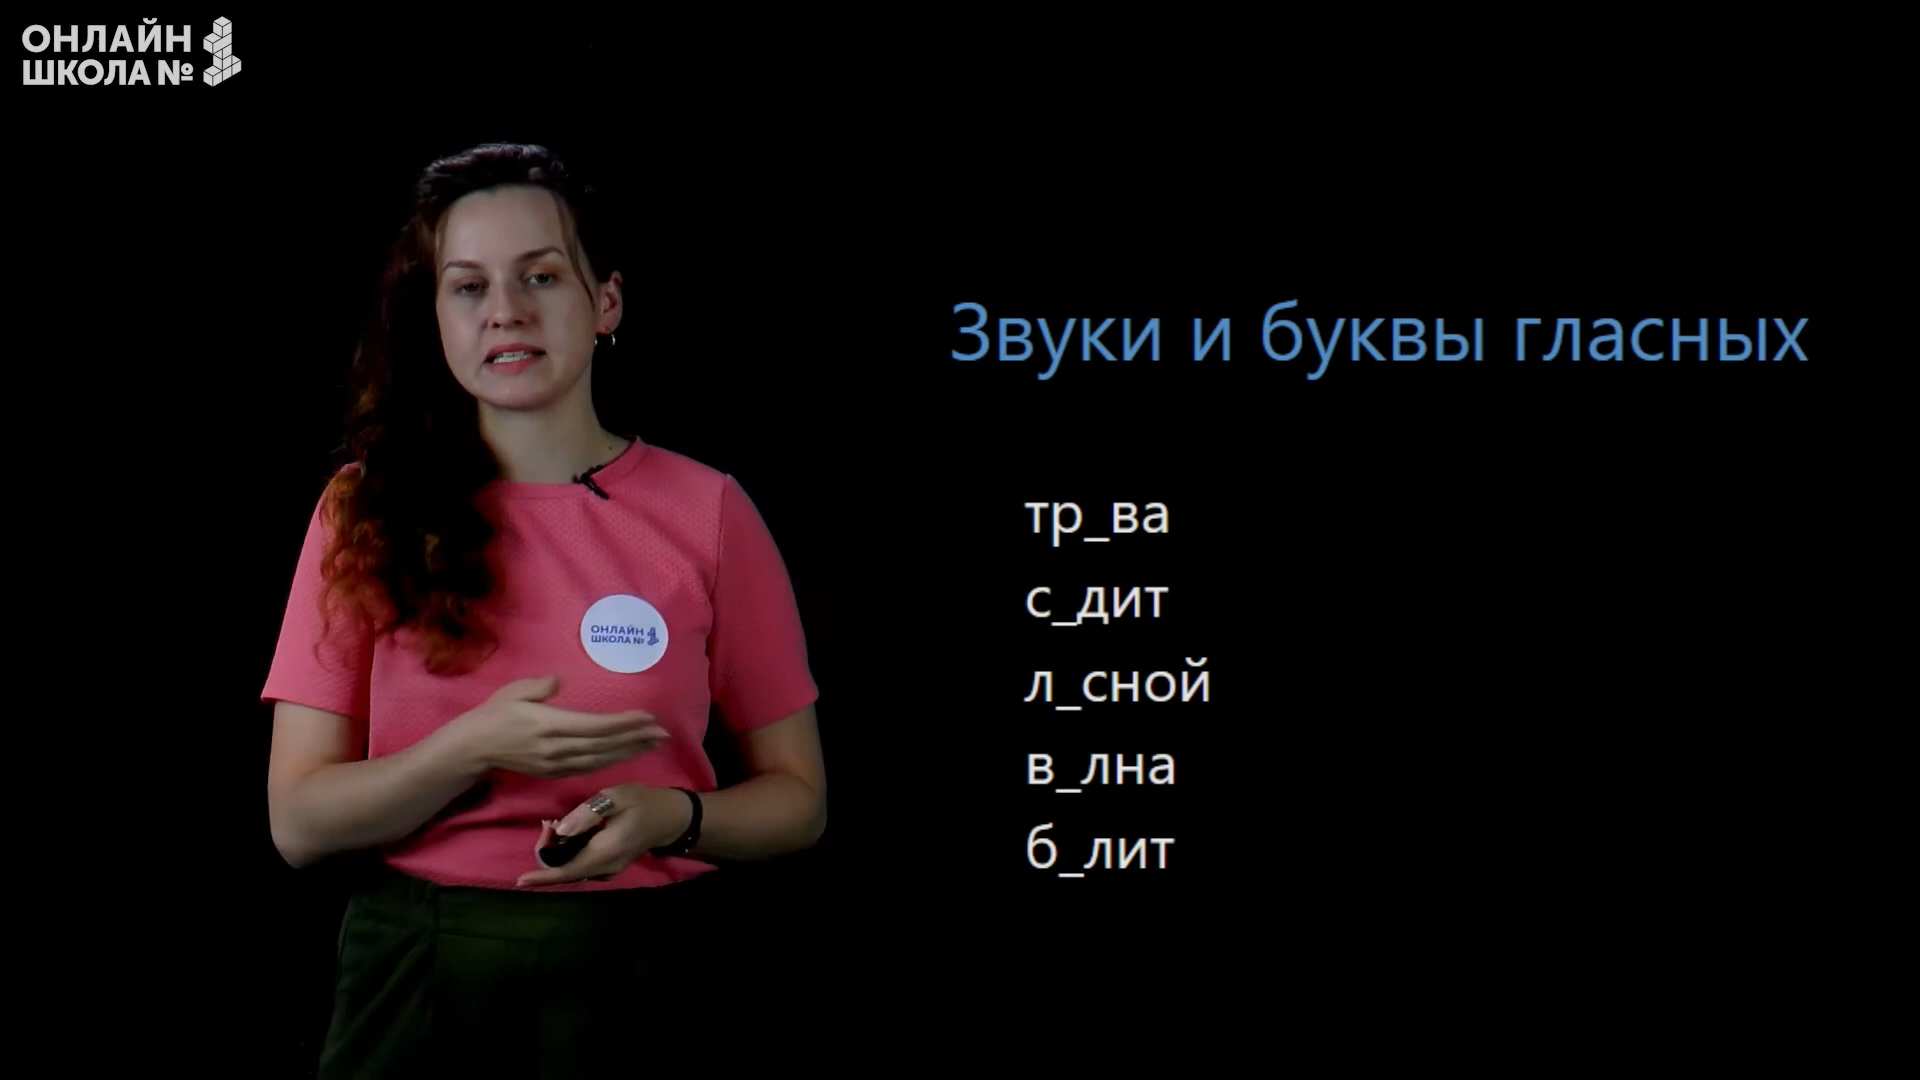 ОНЛАЙН
ШКОЛА №
Звуки и буквы гласных
тр_ва
с_дит
л_сной
в_лна
б_лит
ОНЛАЙН
ШКОЛА №